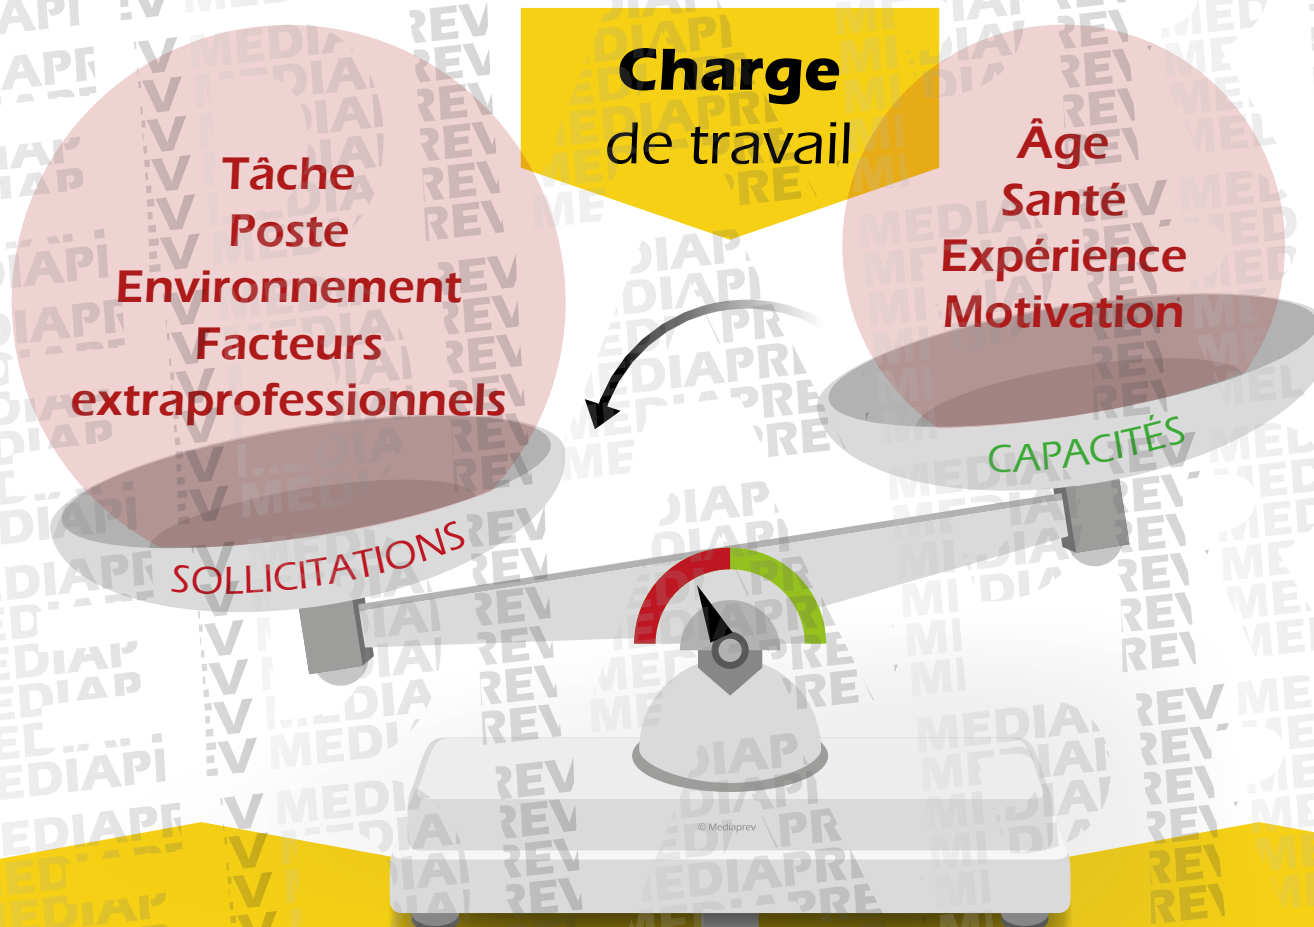 Charge
de travail
Tâche
Poste
Environnement
Facteurs
extraprofessionnels
SOLLICITATIONS
Âge
Santé
Expérience
Motivation
CAPACITÉS
© Mediaprev